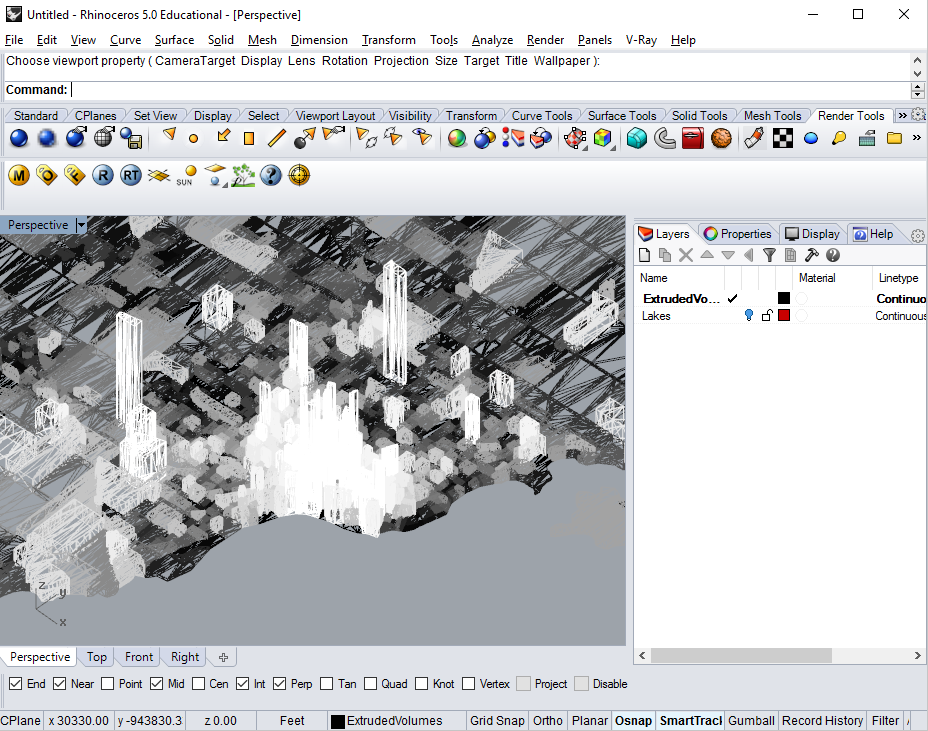 Untitled - Rhinoceros 5.0 Educational - [Perspective]
File Edit View Curve Surface Solid Mesh Dimension Transform Tools Analyze Render Panels V-Ray Help
Choose viewport property ( CameraTarget Display Lens Rotation Projection Size Target Title Wallpaper ):
Command:
Standard CPlanes Set View Display Select Viewport Layout Visibility Transform Curve Tools Surface Tools Solid Tools Mesh Tools Render Tools »
»
M O F R RT SUN ?
Perspective
Layers Properties Display Help
Name Material Linetype
ExtrudedVo... Continuo
Lakes Continuous
z
y
x
Perspective Top Front Right
End Near Point Mid Cen Int Perp Tan Quad Knot Vertex Project Disable
CPlane x 30330.00 y -943830.3 z 0.00 Feet ExtrudedVolumes Grid Snap Ortho Planar Osnap SmartTrack Gumball Record History Filter